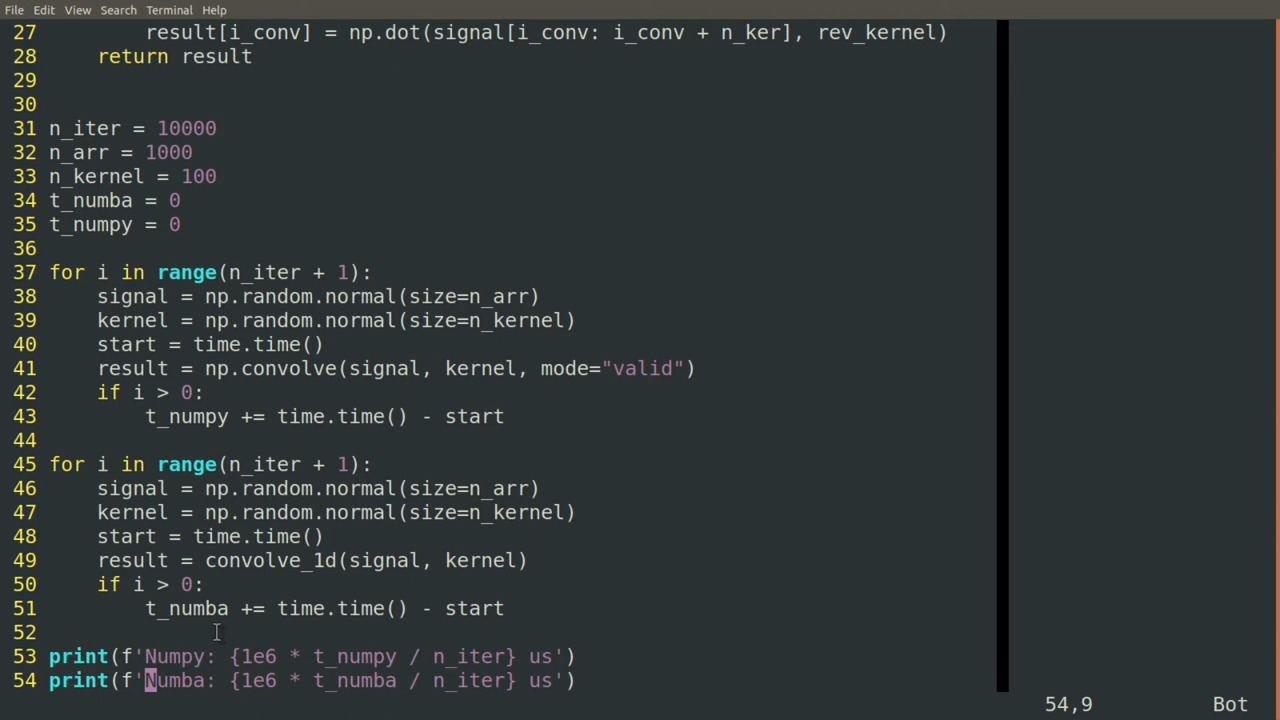 File Edit View Search Terminal Help
27         result[i_conv] = np.dot(signal[i_conv: i_conv + n_ker], rev_kernel)
28     return result
29
30
31 n_iter = 10000
32 n_arr = 1000
33 n_kernel = 100
34 t_numba = 0
35 t_numpy = 0
36
37 for i in range(n_iter + 1):
38     signal = np.random.normal(size=n_arr)
39     kernel = np.random.normal(size=n_kernel)
40     start = time.time()
41     result = np.convolve(signal, kernel, mode="valid")
42     if i > 0:
43         t_numpy += time.time() - start
44
45 for i in range(n_iter + 1):
46     signal = np.random.normal(size=n_arr)
47     kernel = np.random.normal(size=n_kernel)
48     start = time.time()
49     result = convolve_1d(signal, kernel)
50     if i > 0:
51         t_numba += time.time() - start
52
53 print(f'Numpy: {1e6 * t_numpy / n_iter} us')
54 print(f'Numba: {1e6 * t_numba / n_iter} us')
54,9 Bot